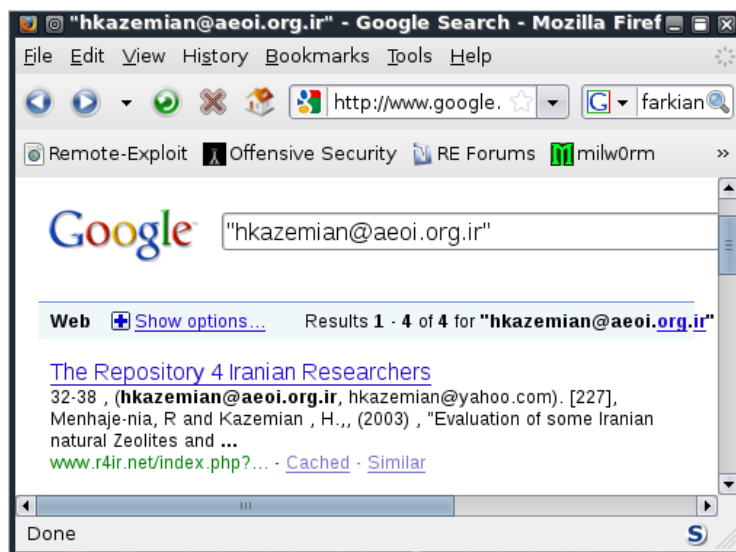 "hkazemian@aeoi.org.ir" - Google Search - Mozilla Firef
File Edit View History Bookmarks Tools Help
http://www.google. G farkian
Remote-Exploit Offensive Security RE Forums milw0rm »
Google "hkazemian@aeoi.org.ir"
Web Show options... Results 1 - 4 of 4 for "hkazemian@aeoi.org.ir"
The Repository 4 Iranian Researchers
32-38 , (hkazemian@aeoi.org.ir, hkazemian@yahoo.com). [227],
Menhaje-nia, R and Kazemian , H.,, (2003) , "Evaluation of some Iranian
natural Zeolites and ...
www.r4ir.net/index.php?... - Cached - Similar
Done S